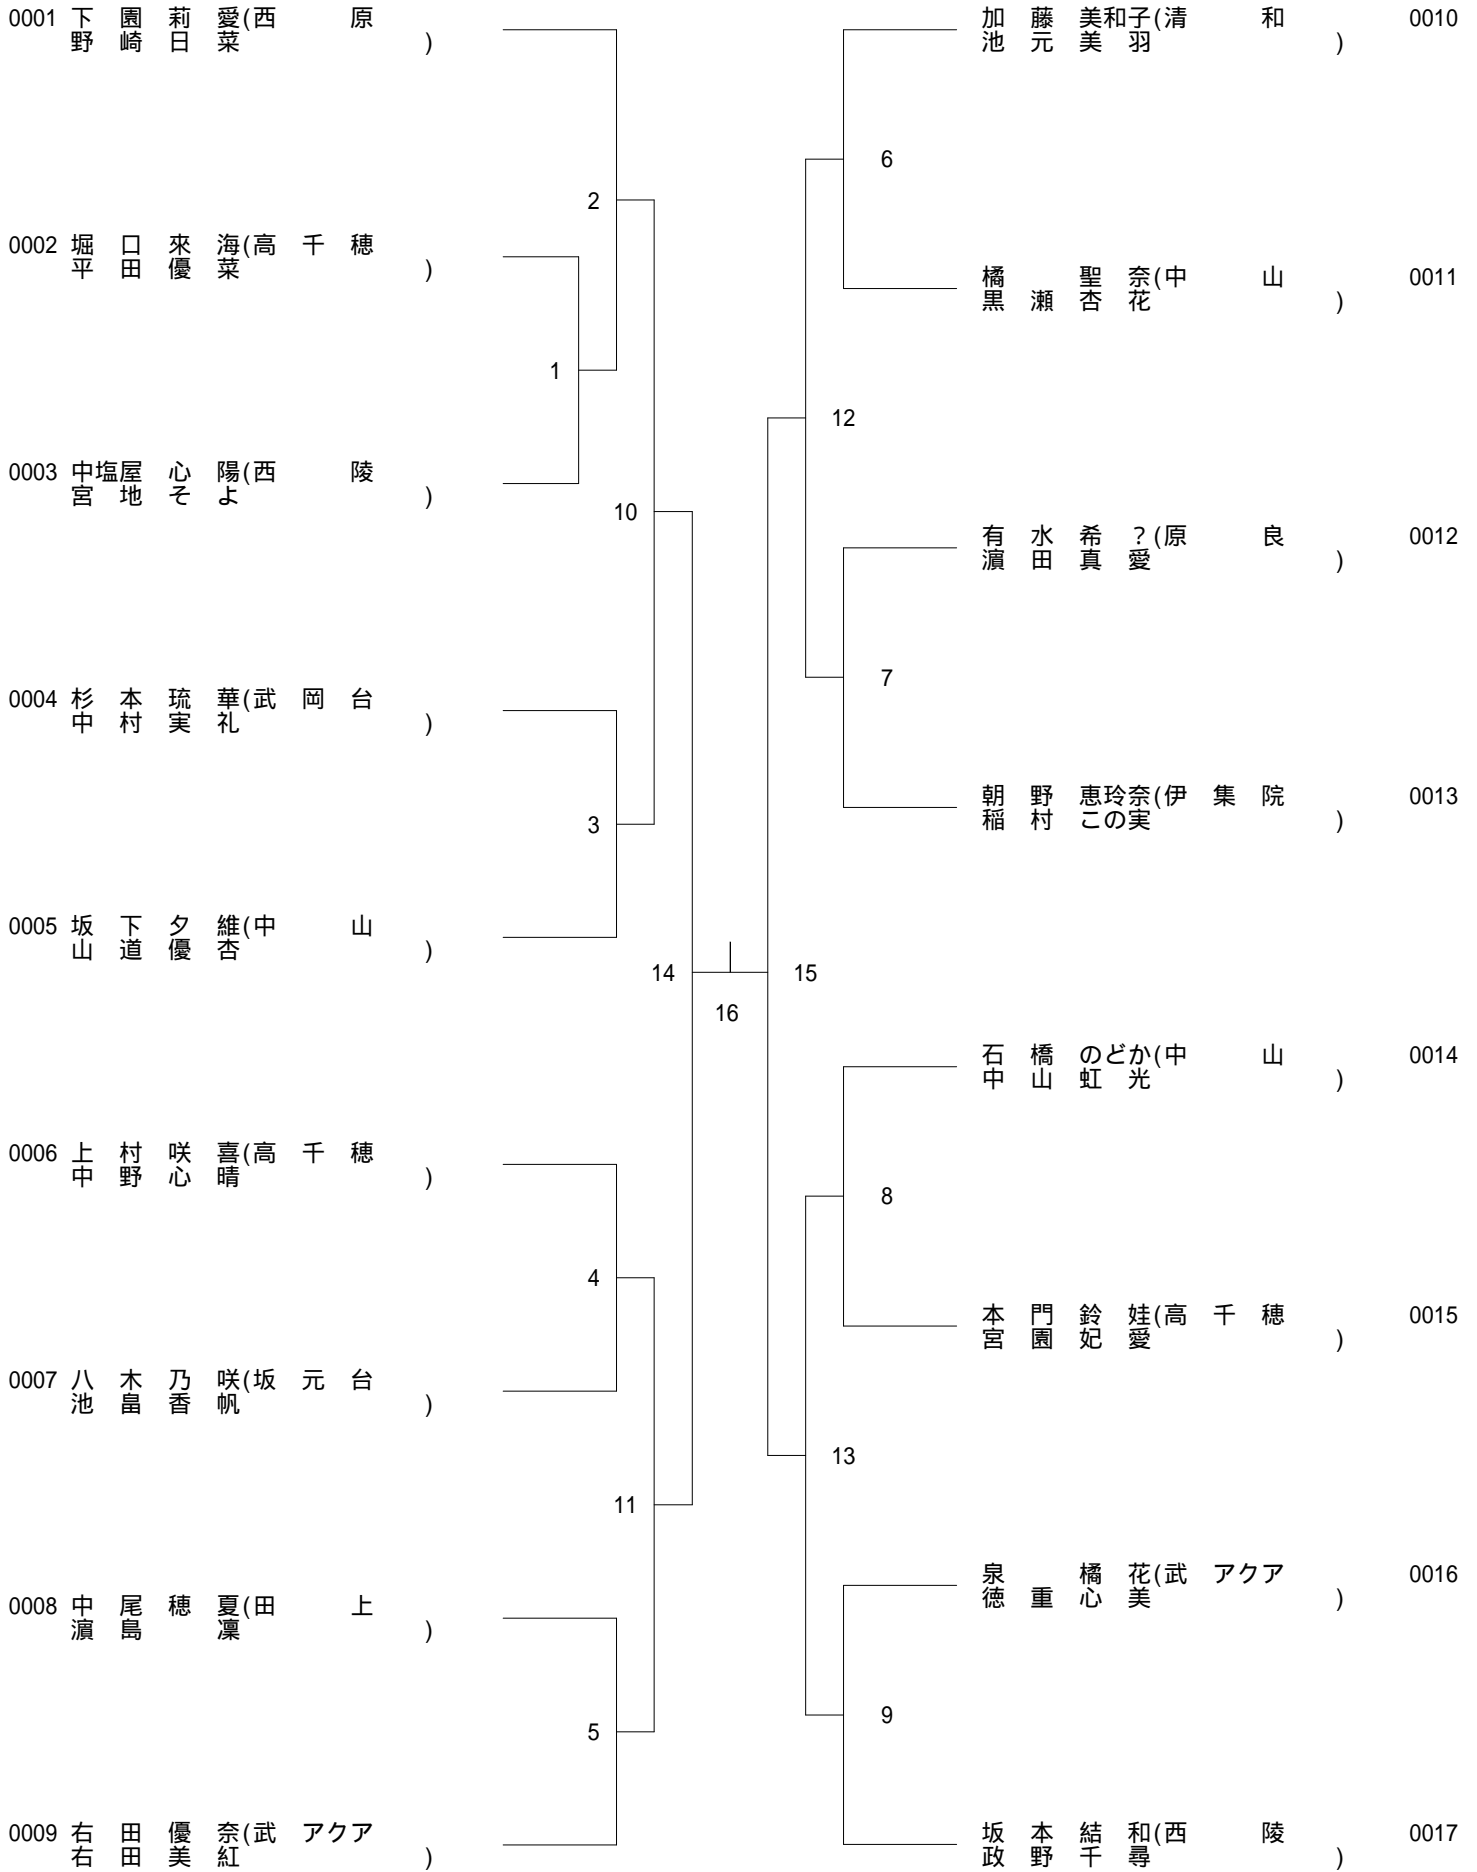 0001 下 園 莉 愛(西 原
野 崎 日 菜 )
2
0002 堀 口 來 海(高 千 穂
平 田 優 菜 )
1
0003 中塩屋 心 陽(西 陵
宮 地 そ よ )
10
0004 杉 本 琉 華(武 岡 台
中 村 実 礼 )
3
0005 坂 下 夕 維(中 山
山 道 優 杏 )
14
16
0006 上 村 咲 喜(高 千 穂
中 野 心 晴 )
4
0007 八 木 乃 咲(坂 元 台
池 畠 香 帆 )
11
0008 中 尾 穂 夏(田 上
濵 島 凜 )
5
0009 右 田 優 奈(武 アクア
右 田 美 紅 )
加 藤 美和子(清 和 0010
池 元 美 羽 )
6
橘 聖 奈(中 山 0011
黒 瀬 杏 花 )
12
有 水 希 ?(原 良 0012
濵 田 真 愛 )
7
朝 野 恵玲奈(伊 集 院 0013
稲 村 この実 )
15
石 橋 のどか(中 山 0014
中 山 虹 光 )
8
本 門 鈴 娃(高 千 穂 0015
宮 園 妃 愛 )
13
泉 橘 花(武 アクア 0016
徳 重 心 美 )
9
坂 本 結 和(西 陵 0017
政 野 千 尋 )